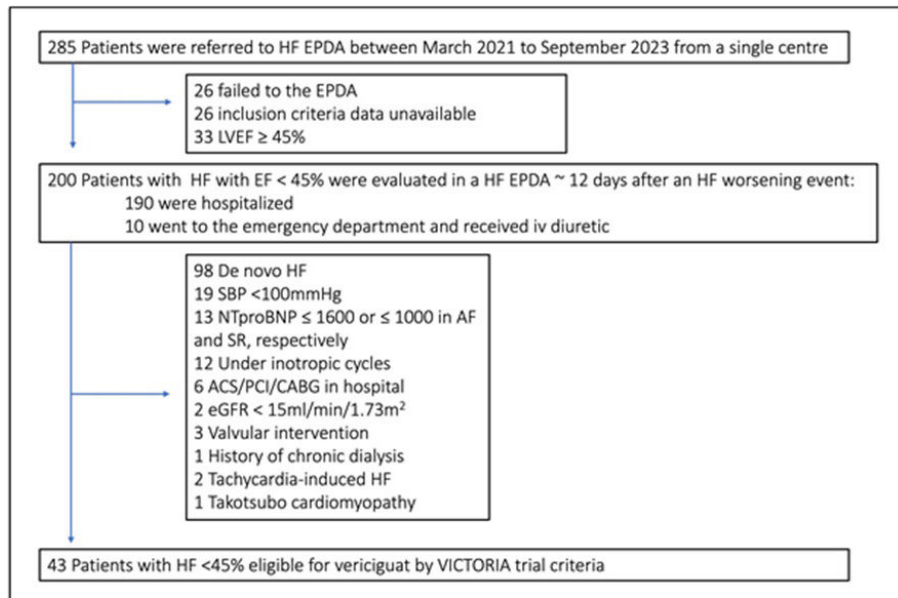 285 Patients were referred to HF EPDA between March 2021 to September 2023 from a single centre
26 failed to the EPDA
26 inclusion criteria data unavailable
33 LVEF ≥ 45%
200 Patients with HF with EF < 45% were evaluated in a HF EPDA ~ 12 days after an HF worsening event:
190 were hospitalized
10 went to the emergency department and received iv diuretic
98 De novo HF
19 SBP <100mmHg
13 NTproBNP ≤ 1600 or ≤ 1000 in AF
and SR, respectively
12 Under inotropic cycles
6 ACS/PCI/CABG in hospital
2 eGFR < 15ml/min/1.73m²
3 Valvular intervention
1 History of chronic dialysis
2 Tachycardia-induced HF
1 Takotsubo cardiomyopathy
43 Patients with HF <45% eligible for vericiguat by VICTORIA trial criteria